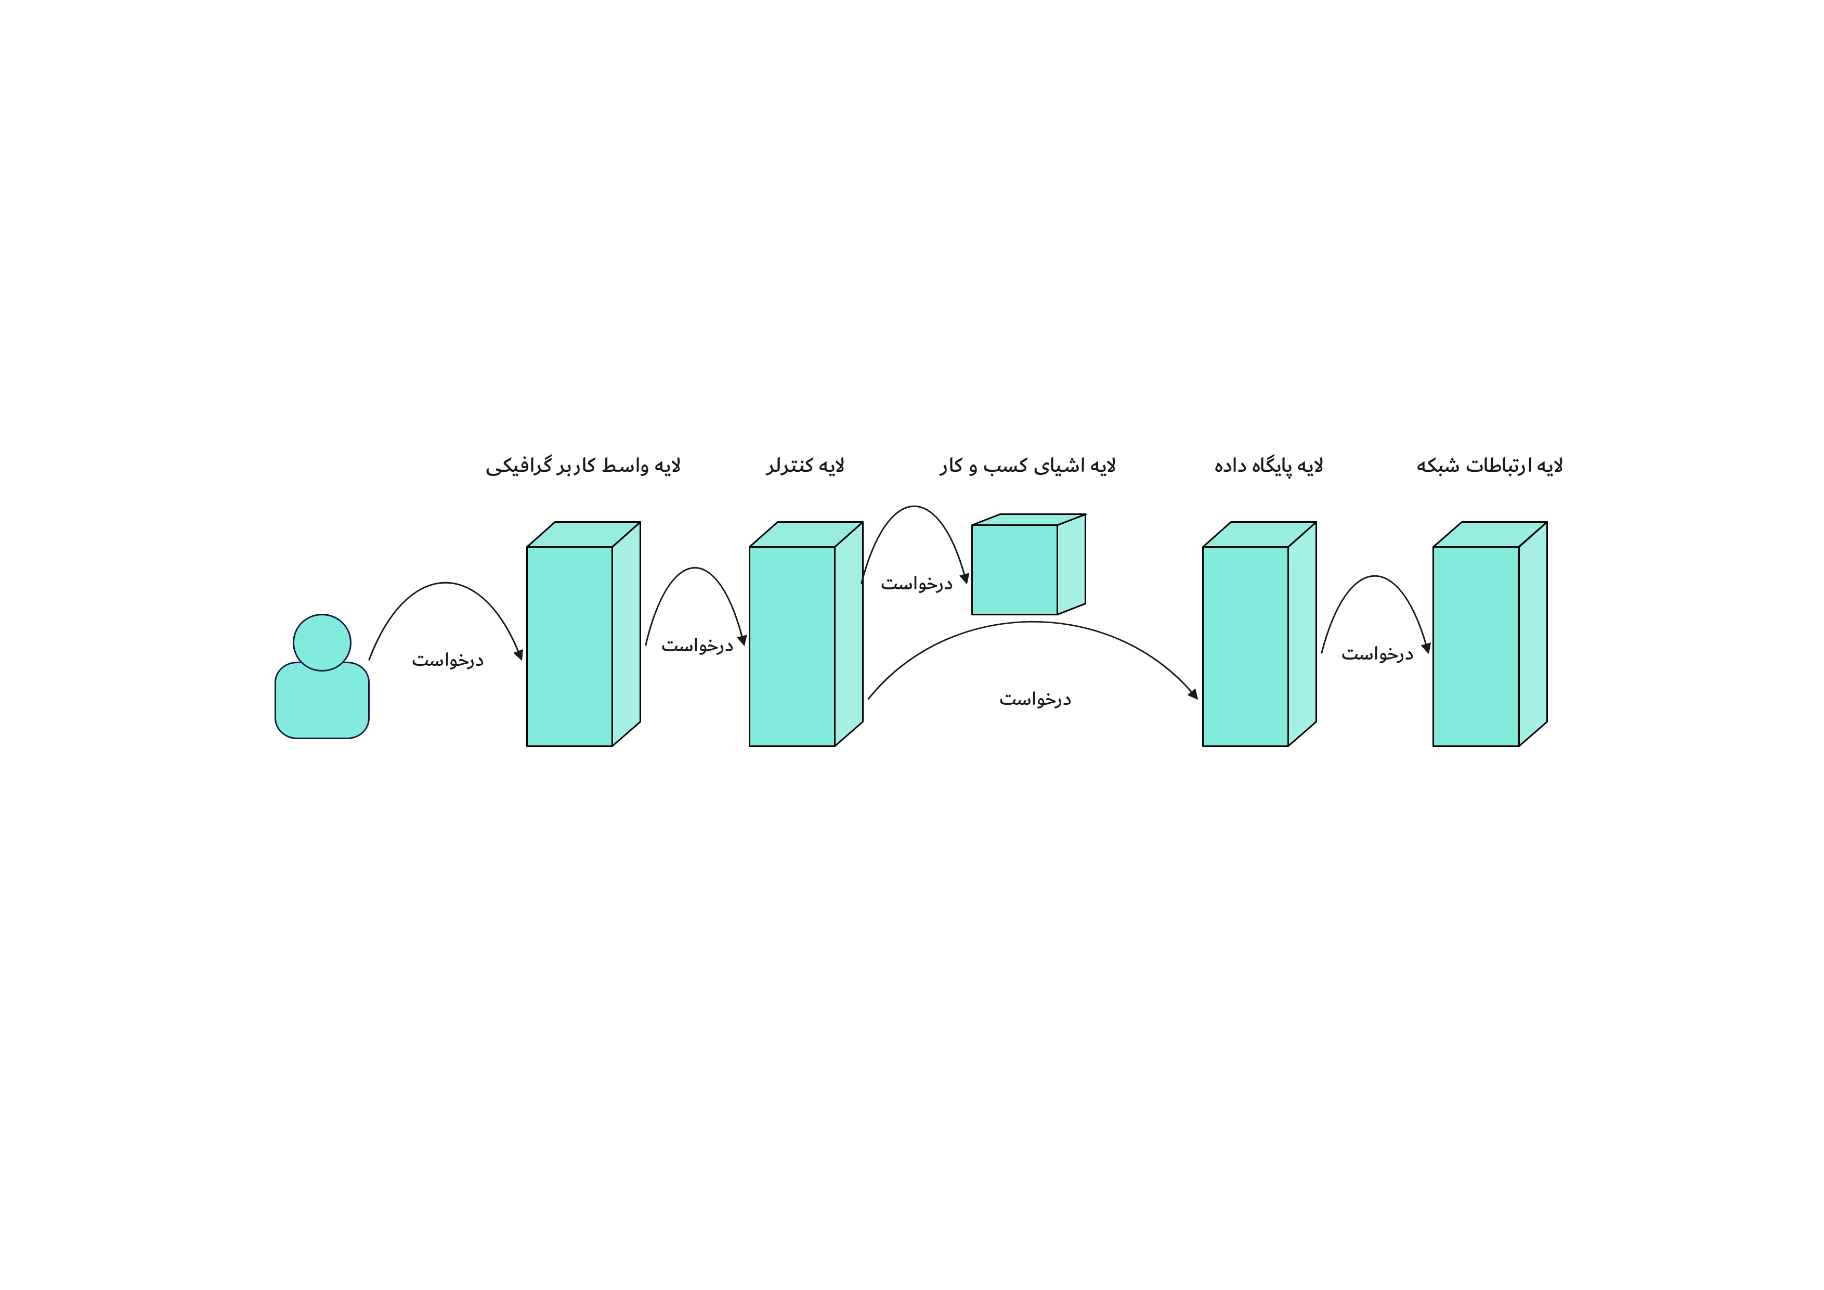 لایه واسط کاربر گرافیکی
لایه کنترلر
لایه اشیای کسب و کار
لایه پایگاه داده
لایه ارتباطات شبکه
درخواست
درخواست
درخواست
درخواست
درخواست